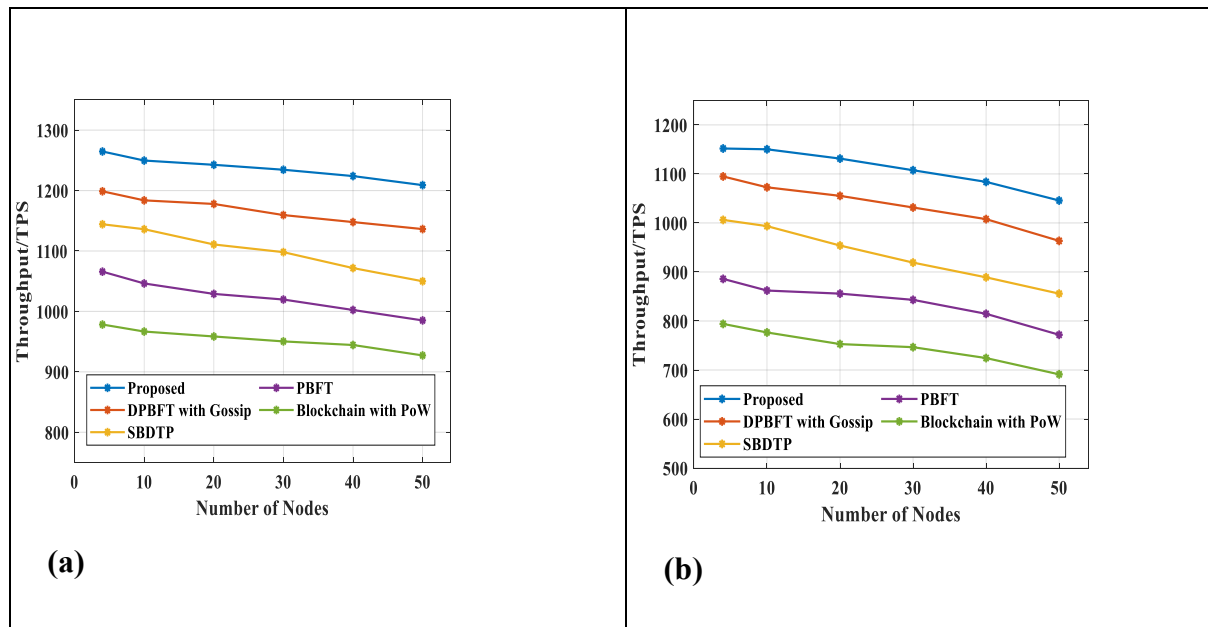 1300
1200
1100
1000
900
800
Throughput/TPS
Proposed
PBFT
DPBFT with Gossip
Blockchain with PoW
SBDTP
0 10 20 30 40 50
Number of Nodes
(a)
1200
1100
1000
900
800
700
600
500
Throughput/TPS
Proposed
PBFT
DPBFT with Gossip
Blockchain with PoW
SBDTP
0 10 20 30 40 50
Number of Nodes
(b)